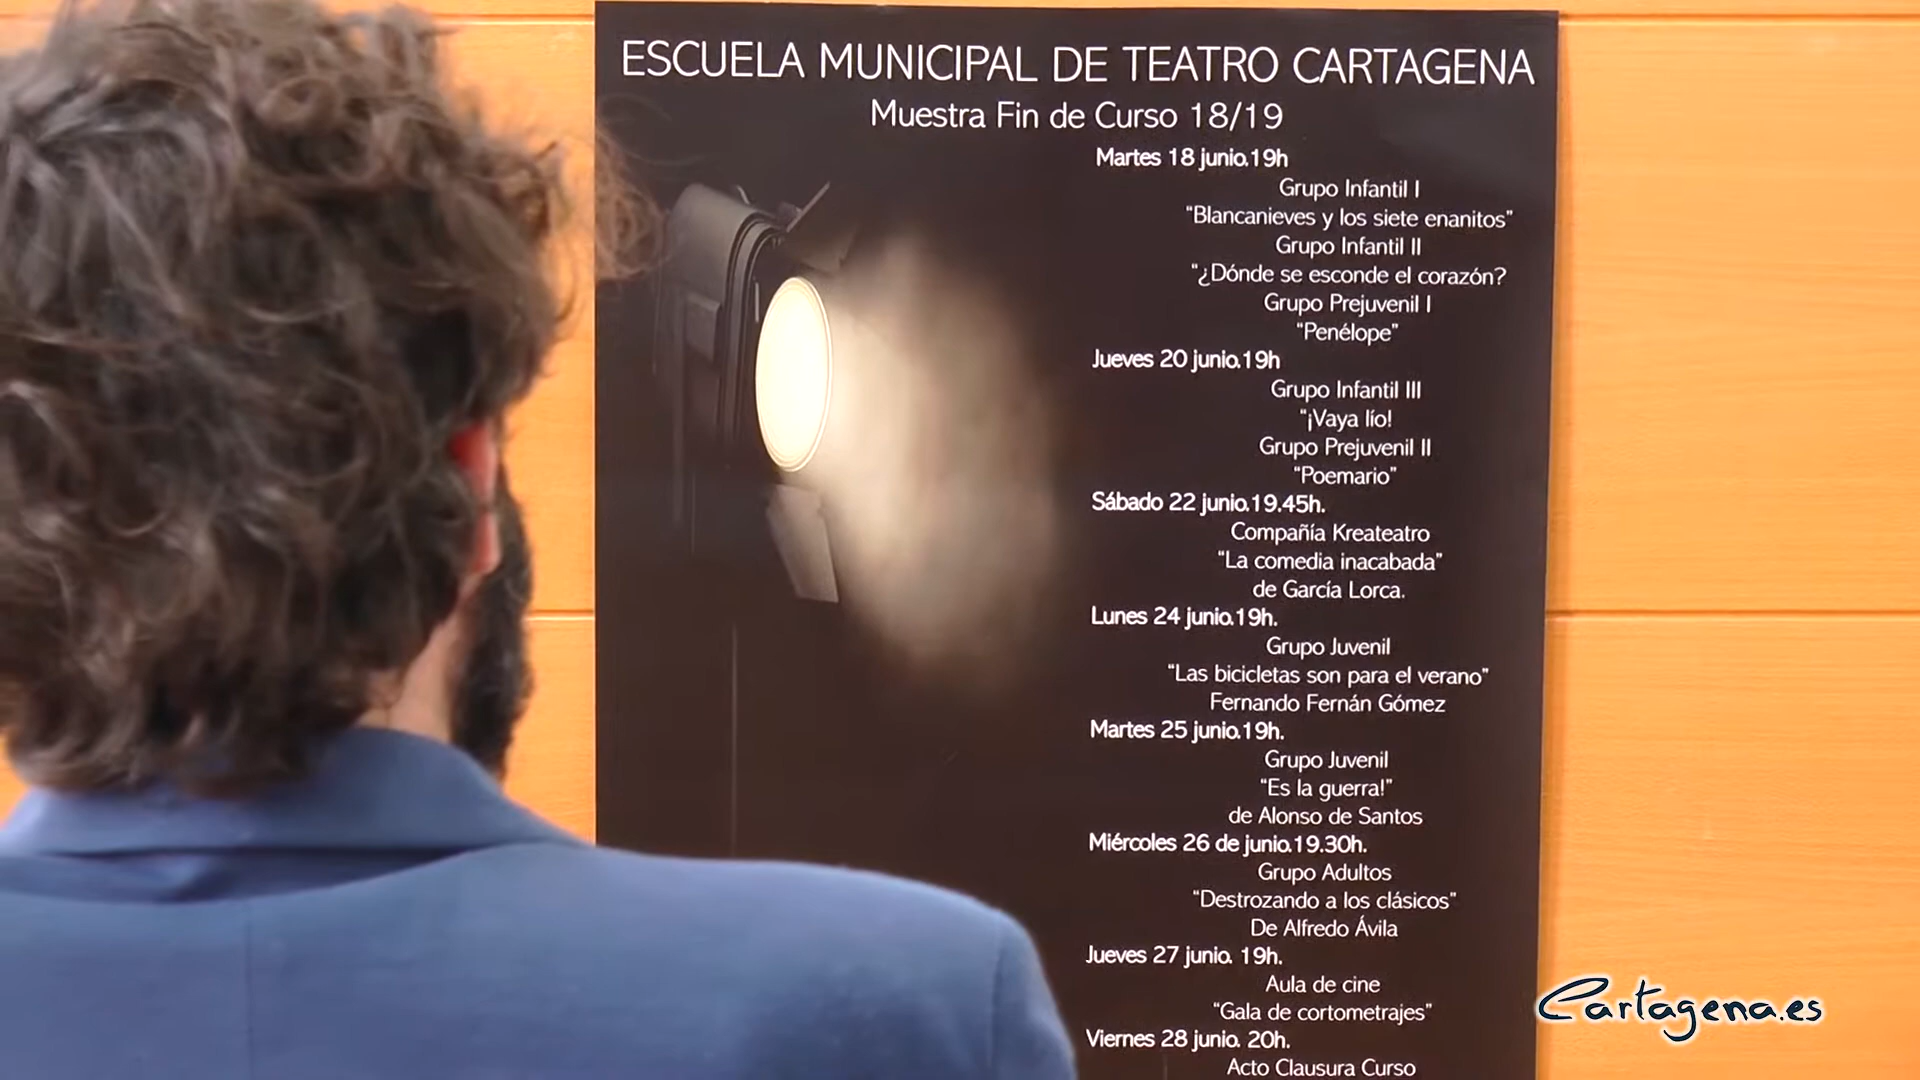 ESCUELA MUNICIPAL DE TEATRO CARTAGENA
Muestra Fin de Curso 18/19
Martes 18 junio.19h
Grupo Infantil I
"Blancanieves y los siete enanitos"
Grupo Infantil II
"¿Dónde se esconde el corazón?
Grupo Prejuvenil I
"Penélope"
Jueves 20 junio.19h
Grupo Infantil III
"¡Vaya lío!
Grupo Prejuvenil II
"Poemario"
Sábado 22 junio.19.45h.
Compañía Kreateatro
"La comedia inacabada"
de García Lorca.
Lunes 24 junio.19h.
Grupo Juvenil
"Las bicicletas son para el verano"
Fernando Fernán Gómez
Martes 25 junio.19h.
Grupo Juvenil
"Es la guerra!"
de Alonso de Santos
Miércoles 26 de junio.19.30h.
Grupo Adultos
"Destrozando a los clásicos"
De Alfredo Ávila
Jueves 27 junio. 19h.
Aula de cine
"Gala de cortometrajes"
Viernes 28 junio. 20h.
Acto Clausura Curso
Cartagena.es